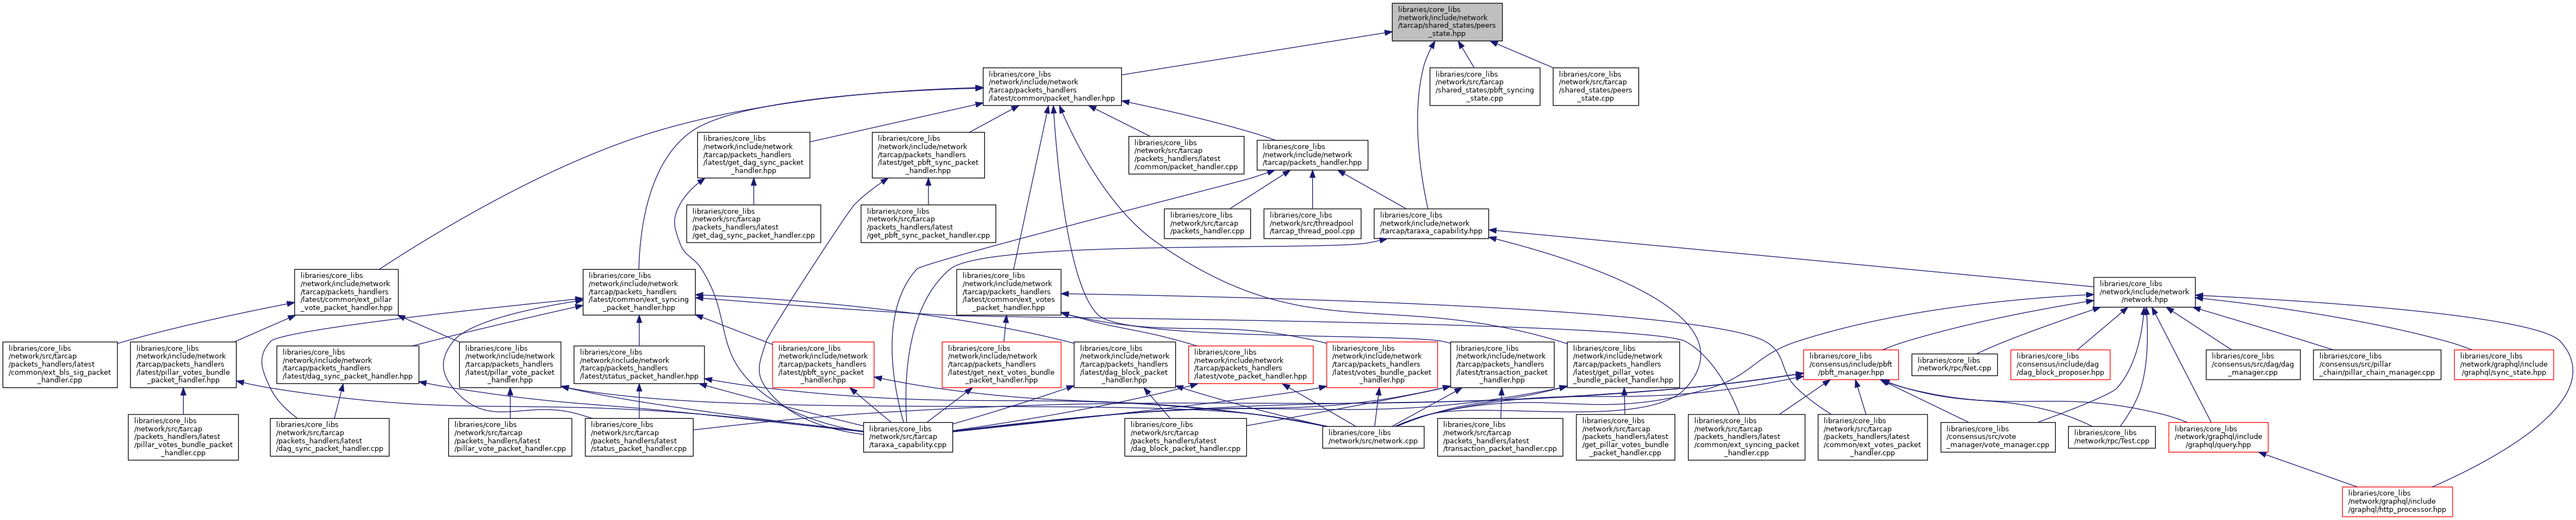 libraries/core_libs
/network/include/network
/tarcap/shared_states/peers
_state.hpp
libraries/core_libs
/network/include/network
/tarcap/packets_handlers
/latest/common/packet_handler.hpp
libraries/core_libs
/network/src/tarcap
/shared_states/pbft_syncing
_state.cpp
libraries/core_libs
/network/src/tarcap
/shared_states/peers
_state.cpp
libraries/core_libs
/network/include/network
/tarcap/packets_handlers
/latest/get_dag_sync_packet
_handler.hpp
libraries/core_libs
/network/include/network
/tarcap/packets_handlers
/latest/get_pbft_sync_packet
_handler.hpp
libraries/core_libs
/network/src/tarcap
/packets_handlers/latest
/common/packet_handler.cpp
libraries/core_libs
/network/include/network
/tarcap/packets_handler.hpp
libraries/core_libs
/network/src/tarcap
/packets_handlers/latest
/get_dag_sync_packet_handler.cpp
libraries/core_libs
/network/src/tarcap
/packets_handlers/latest
/get_pbft_sync_packet_handler.cpp
libraries/core_libs
/network/src/tarcap
/packets_handler.cpp
libraries/core_libs
/network/src/threadpool
/tarcap_thread_pool.cpp
libraries/core_libs
/network/include/network
/tarcap/taraxa_capability.hpp
libraries/core_libs
/network/include/network
/tarcap/packets_handlers
/latest/common/ext_pillar
_vote_packet_handler.hpp
libraries/core_libs
/network/include/network
/tarcap/packets_handlers
/latest/common/ext_syncing
_packet_handler.hpp
libraries/core_libs
/network/include/network
/tarcap/packets_handlers
/latest/common/ext_votes
_packet_handler.hpp
libraries/core_libs
/network/include/network
/network.hpp
libraries/core_libs
/network/src/tarcap
/packets_handlers/latest
/common/ext_bls_sig_packet
_handler.cpp
libraries/core_libs
/network/include/network
/tarcap/packets_handlers
/latest/pillar_votes_bundle
_packet_handler.hpp
libraries/core_libs
/network/include/network
/tarcap/packets_handlers
/latest/dag_sync_packet_handler.hpp
libraries/core_libs
/network/include/network
/tarcap/packets_handlers
/latest/pillar_vote_packet
_handler.hpp
libraries/core_libs
/network/include/network
/tarcap/packets_handlers
/latest/status_packet_handler.hpp
libraries/core_libs
/network/include/network
/tarcap/packets_handlers
/latest/pbft_sync_packet
_handler.hpp
libraries/core_libs
/network/include/network
/tarcap/packets_handlers
/latest/get_next_votes_bundle
_packet_handler.hpp
libraries/core_libs
/network/include/network
/tarcap/packets_handlers
/latest/dag_block_packet
_handler.hpp
libraries/core_libs
/network/include/network
/tarcap/packets_handlers
/latest/vote_packet_handler.hpp
libraries/core_libs
/network/include/network
/tarcap/packets_handlers
/latest/votes_bundle_packet
_handler.hpp
libraries/core_libs
/network/include/network
/tarcap/packets_handlers
/latest/transaction_packet
_handler.hpp
libraries/core_libs
/network/include/network
/tarcap/packets_handlers
/latest/get_pillar_votes
_bundle_packet_handler.hpp
libraries/core_libs
/consensus/include/pbft
/pbft_manager.hpp
libraries/core_libs
/network/rpc/Net.cpp
libraries/core_libs
/consensus/include/dag
/dag_block_proposer.hpp
libraries/core_libs
/consensus/src/dag/dag
_manager.cpp
libraries/core_libs
/consensus/src/pillar
_chain/pillar_chain_manager.cpp
libraries/core_libs
/network/graphql/include
/graphql/sync_state.hpp
libraries/core_libs
/network/src/tarcap
/packets_handlers/latest
/pillar_votes_bundle_packet
_handler.cpp
libraries/core_libs
/network/src/tarcap
/packets_handlers/latest
/dag_sync_packet_handler.cpp
libraries/core_libs
/network/src/tarcap
/packets_handlers/latest
/pillar_vote_packet_handler.cpp
libraries/core_libs
/network/src/tarcap
/packets_handlers/latest
/status_packet_handler.cpp
libraries/core_libs
/network/src/tarcap
/taraxa_capability.cpp
libraries/core_libs
/network/src/tarcap
/packets_handlers/latest
/dag_block_packet_handler.cpp
libraries/core_libs
/network/src/network.cpp
libraries/core_libs
/network/src/tarcap
/packets_handlers/latest
/transaction_packet_handler.cpp
libraries/core_libs
/network/src/tarcap
/packets_handlers/latest
/get_pillar_votes_bundle
_packet_handler.cpp
libraries/core_libs
/network/src/tarcap
/packets_handlers/latest
/common/ext_syncing_packet
_handler.cpp
libraries/core_libs
/network/src/tarcap
/packets_handlers/latest
/common/ext_votes_packet
_handler.cpp
libraries/core_libs
/consensus/src/vote
_manager/vote_manager.cpp
libraries/core_libs
/network/rpc/Test.cpp
libraries/core_libs
/network/graphql/include
/graphql/query.hpp
libraries/core_libs
/network/graphql/include
/graphql/http_processor.hpp